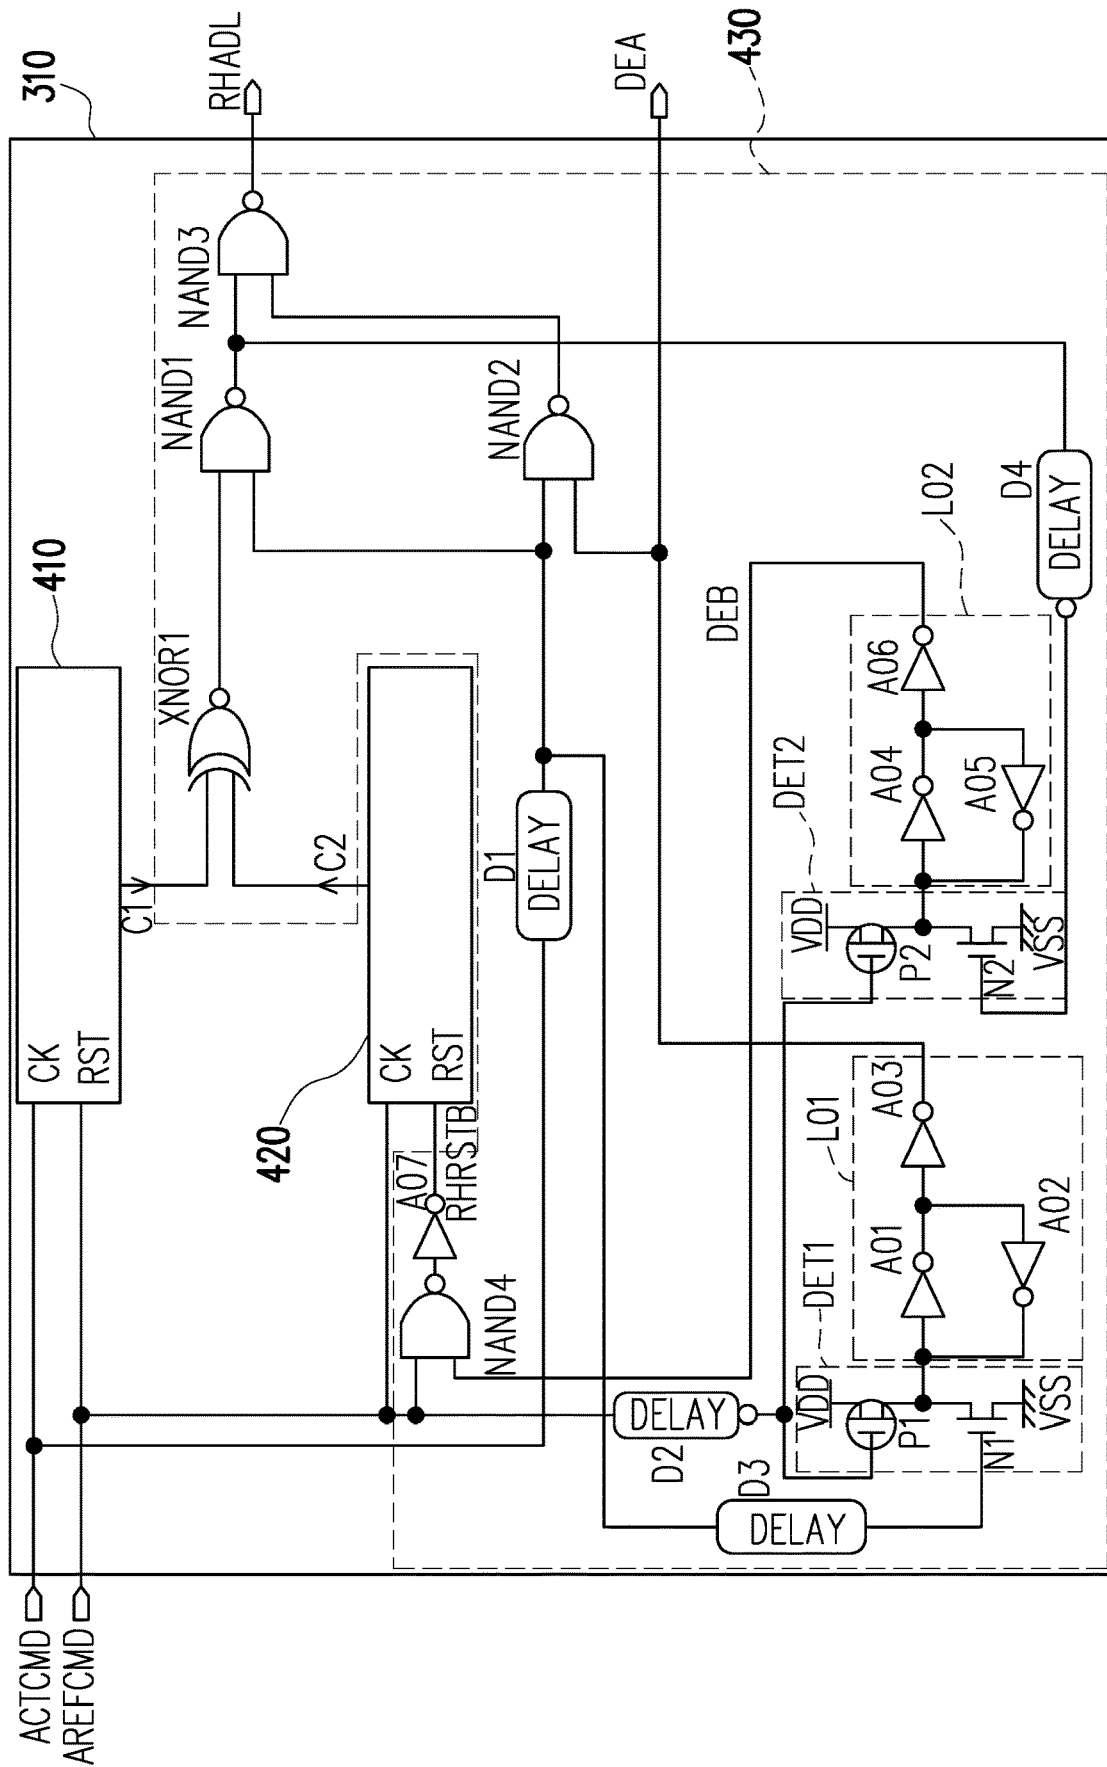 310
RHADL
DEA
430
NAND3
NAND1
NAND2
410
XNOR1
C1
C2
CK
RST
420
CK
RST
D1
DELAY
D4
DELAY
L02
DEB
A06
A04
A05
DET2
VDD
P2
N2
VSS
A07
RHRSTB
NAND4
L01
A03
A01
A02
DET1
VDD
P1
N1
VSS
DELAY
D2
D3
DELAY
ACTCMD
AREFCMD